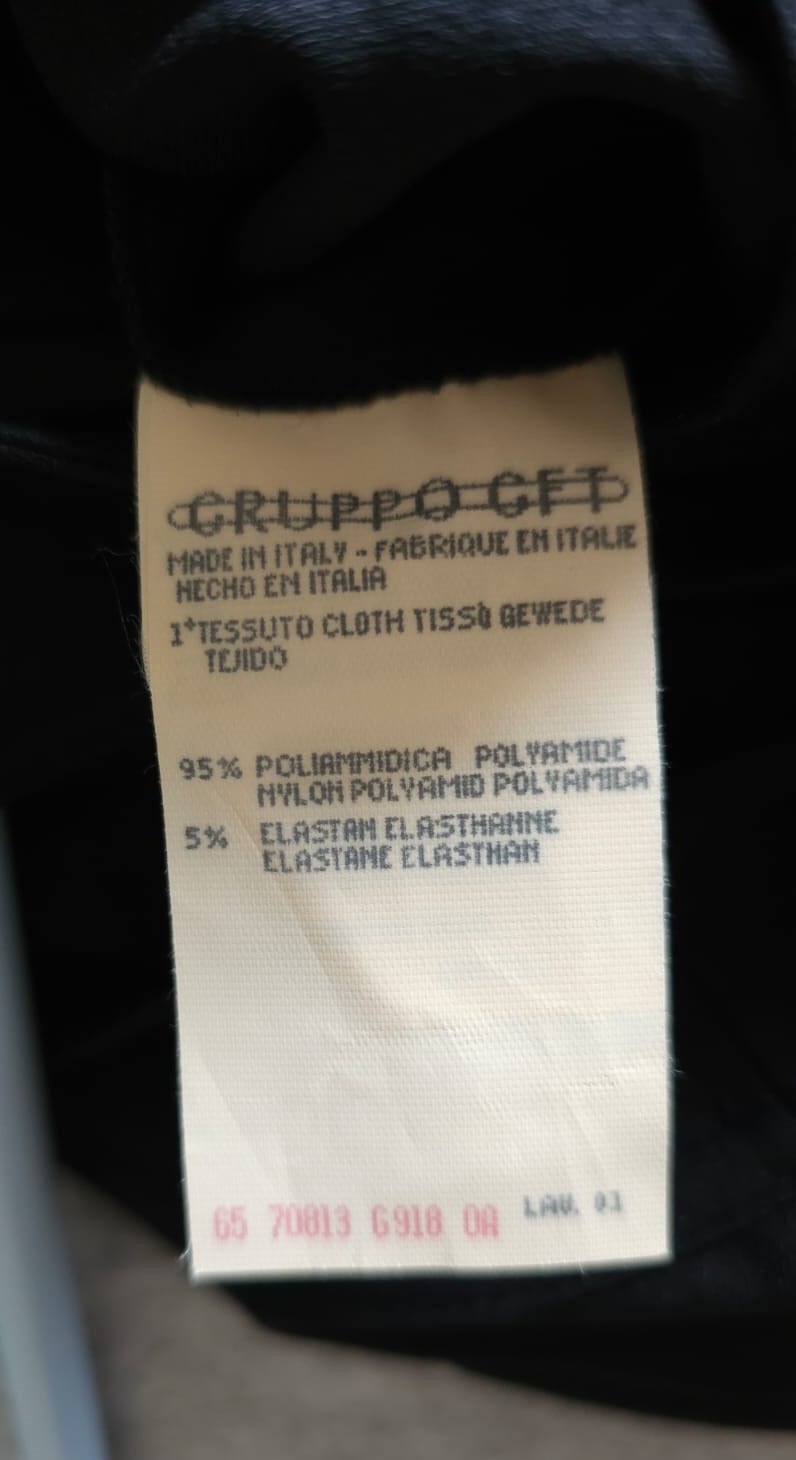 GRUPPO GFT
MADE IN ITALY - FABRIQUE EN ITALIE
HECHO EN ITALIA
1°TESSUTO CLOTH TISSÙ GEWEDE
TEJIDO
95% POLIAMMIDICA POLYAMIDE
NYLON POLYAMID POLYAMIDA
5% ELASTAN ELASTHANNE
ELASTANE ELASTHAN
65 70813 6918 0A LAV. 01